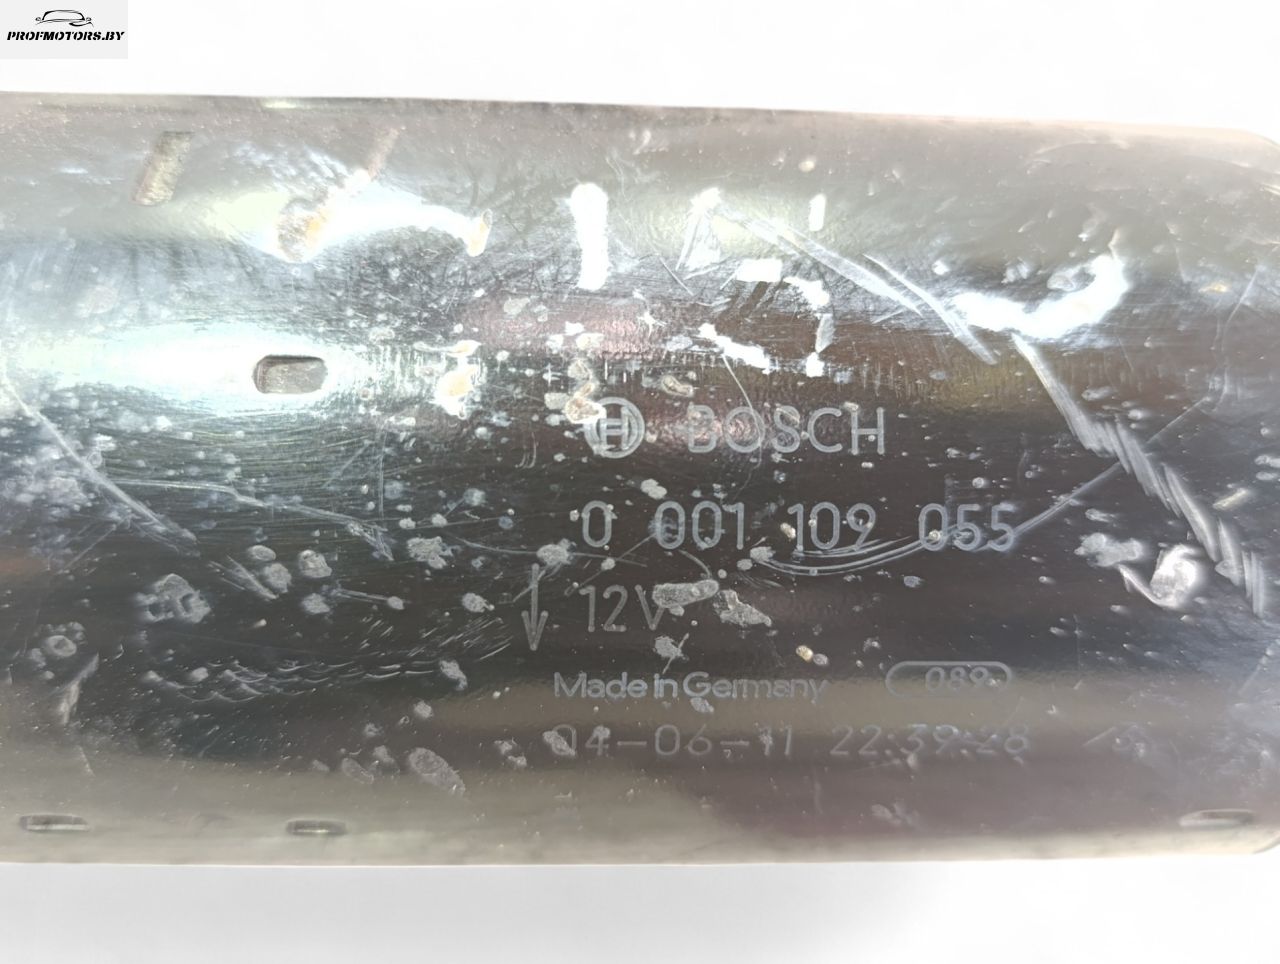 PROFMOTORS.BY
BOSCH
0 001 109 055
12V
Made in Germany 089
04-06-11 22:39:28